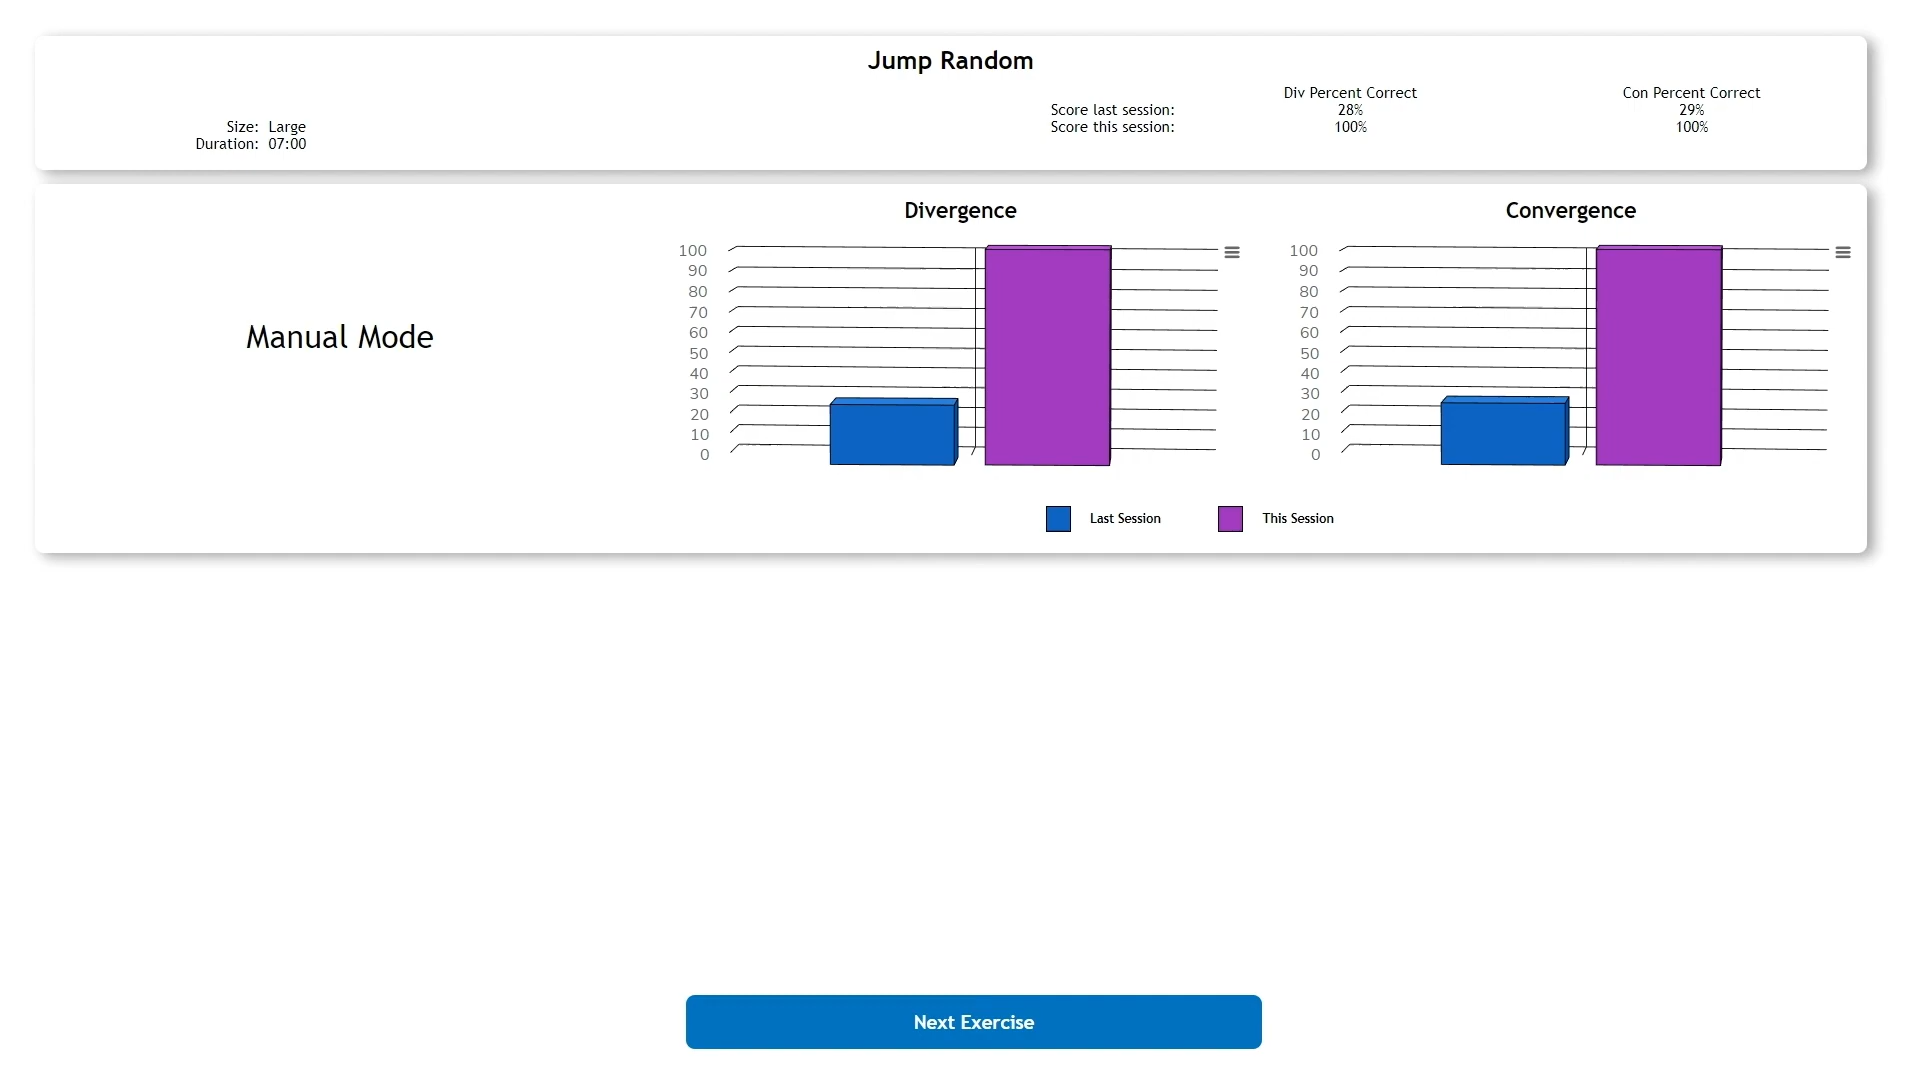 Jump Random
Size: Large
Duration: 07:00
Div Percent Correct Con Percent Correct
Score last session: 28% 29%
Score this session: 100% 100%
Manual Mode
Divergence
100
90
80
70
60
50
40
30
20
10
0
Convergence
100
90
80
70
60
50
40
30
20
10
0
Last Session This Session
Next Exercise